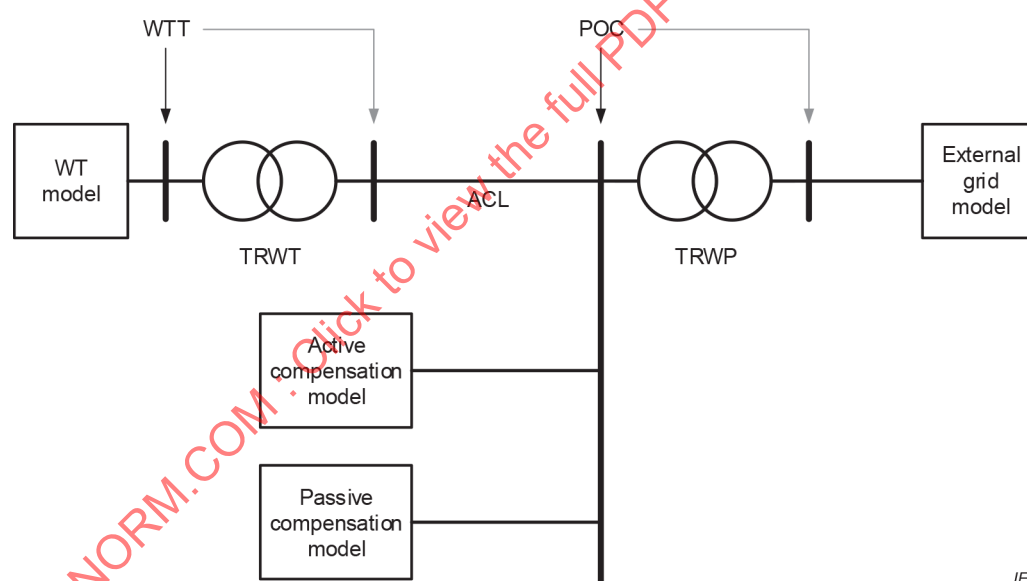 WTT
POC
WT
model
External
grid
model
ACL
TRWT
TRWP
Active
compensation
model
Passive
compensation
model
NORM.COM : Click to view the full PDF